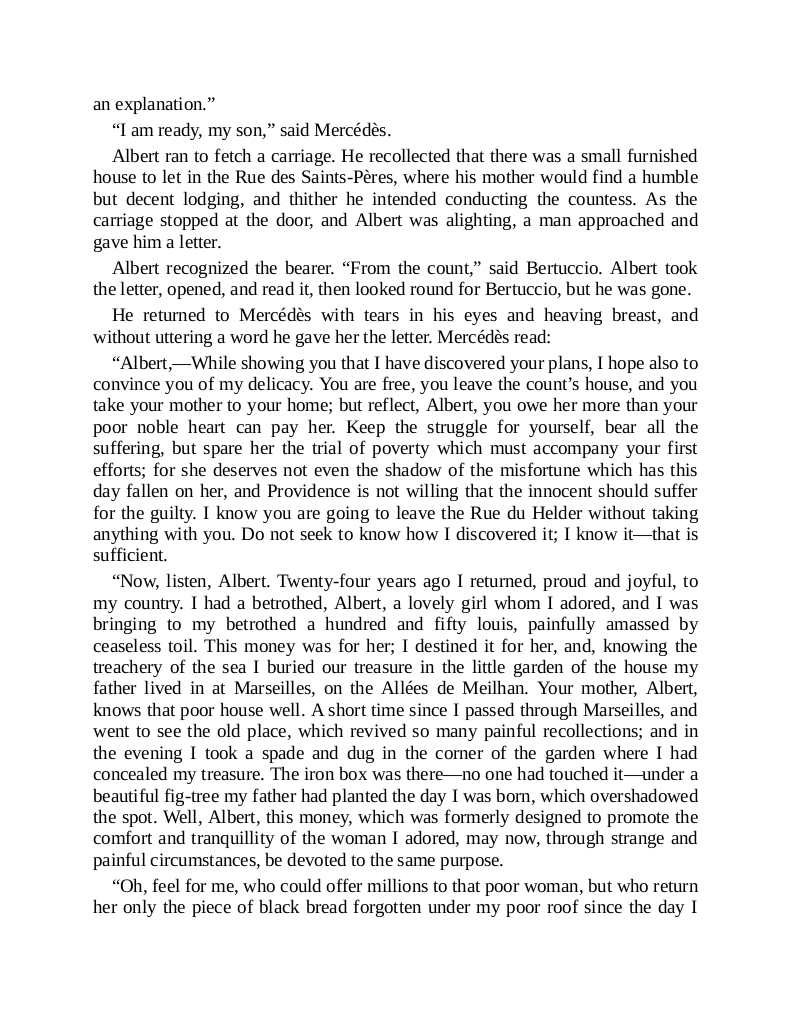 an explanation.”
“I am ready, my son,” said Mercédès.
Albert ran to fetch a carriage. He recollected that there was a small furnished
house to let in the Rue des Saints-Pères, where his mother would find a humble
but decent lodging, and thither he intended conducting the countess. As the
carriage stopped at the door, and Albert was alighting, a man approached and
gave him a letter.
Albert recognized the bearer. “From the count,” said Bertuccio. Albert took
the letter, opened, and read it, then looked round for Bertuccio, but he was gone.
He returned to Mercédès with tears in his eyes and heaving breast, and
without uttering a word he gave her the letter. Mercédès read:
“Albert,—While showing you that I have discovered your plans, I hope also to
convince you of my delicacy. You are free, you leave the count’s house, and you
take your mother to your home; but reflect, Albert, you owe her more than your
poor noble heart can pay her. Keep the struggle for yourself, bear all the
suffering, but spare her the trial of poverty which must accompany your first
efforts; for she deserves not even the shadow of the misfortune which has this
day fallen on her, and Providence is not willing that the innocent should suffer
for the guilty. I know you are going to leave the Rue du Helder without taking
anything with you. Do not seek to know how I discovered it; I know it—that is
sufficient.
“Now, listen, Albert. Twenty-four years ago I returned, proud and joyful, to
my country. I had a betrothed, Albert, a lovely girl whom I adored, and I was
bringing to my betrothed a hundred and fifty louis, painfully amassed by
ceaseless toil. This money was for her; I destined it for her, and, knowing the
treachery of the sea I buried our treasure in the little garden of the house my
father lived in at Marseilles, on the Allées de Meilhan. Your mother, Albert,
knows that poor house well. A short time since I passed through Marseilles, and
went to see the old place, which revived so many painful recollections; and in
the evening I took a spade and dug in the corner of the garden where I had
concealed my treasure. The iron box was there—no one had touched it—under a
beautiful fig-tree my father had planted the day I was born, which overshadowed
the spot. Well, Albert, this money, which was formerly designed to promote the
comfort and tranquillity of the woman I adored, may now, through strange and
painful circumstances, be devoted to the same purpose.
“Oh, feel for me, who could offer millions to that poor woman, but who return
her only the piece of black bread forgotten under my poor roof since the day I